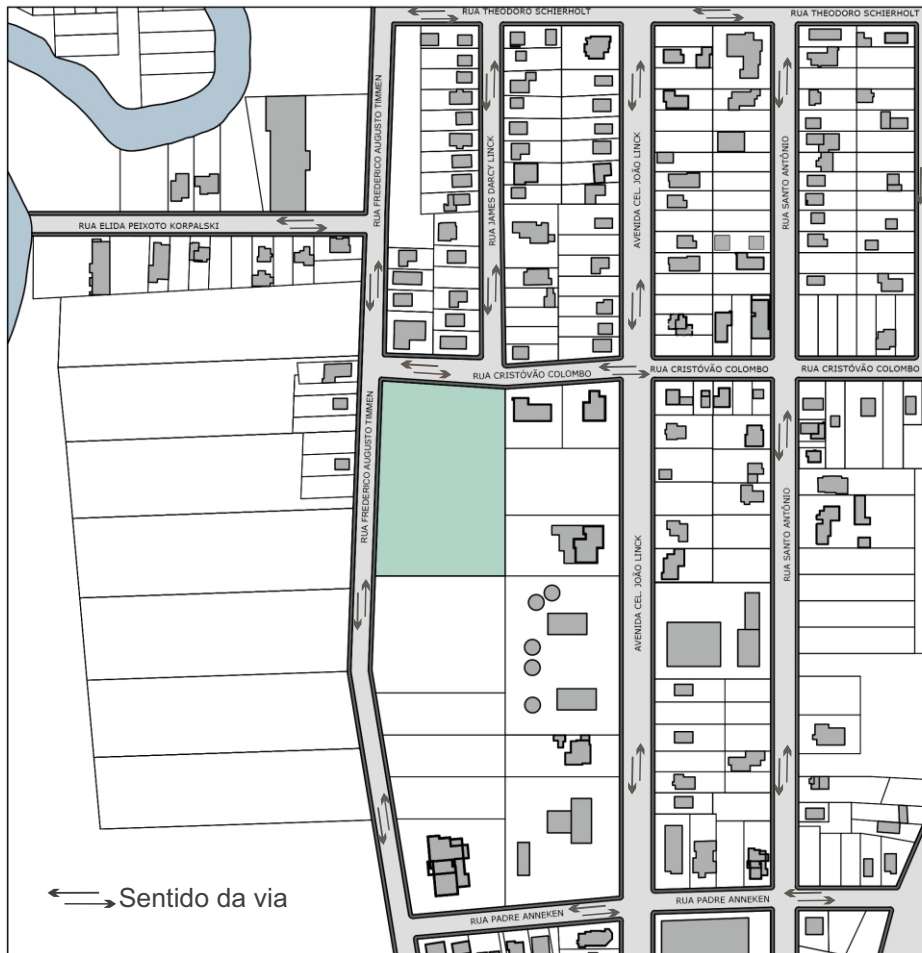 RUA THEODORO SCHIERHOLT
RUA THEODORO SCHIERHOLT
RUA FREDERICO AUGUSTO TIMMEN
RUA JAMES DARCY LINCK
AVENIDA CEL. JOÃO LINCK
RUA SANTO ANTÔNIO
RUA ELIDA PEIXOTO KORPALSKI
RUA CRISTÓVÃO COLOMBO
RUA CRISTÓVÃO COLOMBO
RUA CRISTÓVÃO COLOMBO
RUA FREDERICO AUGUSTO TIMMEN
AVENIDA CEL. JOÃO LINCK
RUA SANTO ANTÔNIO
Sentido da via
RUA PADRE ANNEKEN
RUA PADRE ANNEKEN